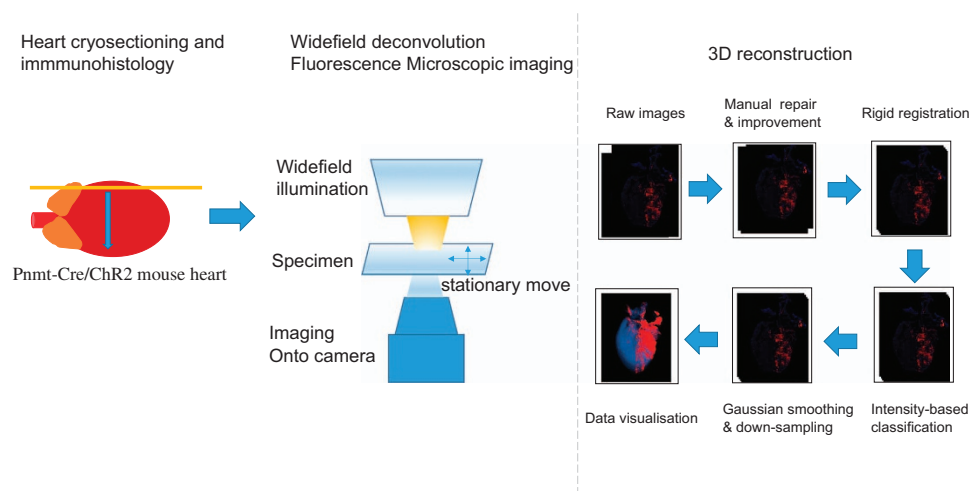 Heart cryosectioning and
immmunohistology
Pnmt-Cre/ChR2 mouse heart
Widefield deconvolution
Fluorescence Microscopic imaging
Widefield
illumination
Specimen
stationary move
Imaging
Onto camera
3D reconstruction
Raw images
Manual repair
& improvement
Rigid registration
Data visualisation
Gaussian smoothing
& down-sampling
Intensity-based
classification